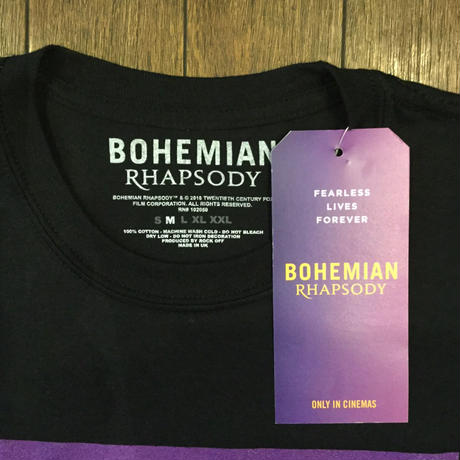 BOHEMIAN
RHAPSODY
BOHEMIAN RHAPSODY™ & © 2018 TWENTIETH CENTURY FOX
FILM CORPORATION. ALL RIGHTS RESERVED.
RN# 102050
S M L XL XXL
100% COTTON - MACHINE WASH COLD - DO NOT BLEACH
DRY LOW - DO NOT IRON DECORATION
PRODUCED BY ROCK OFF
MADE IN UK
FEARLESS
LIVES
FOREVER
BOHEMIAN
RHAPSODY
ONLY IN CINEMAS